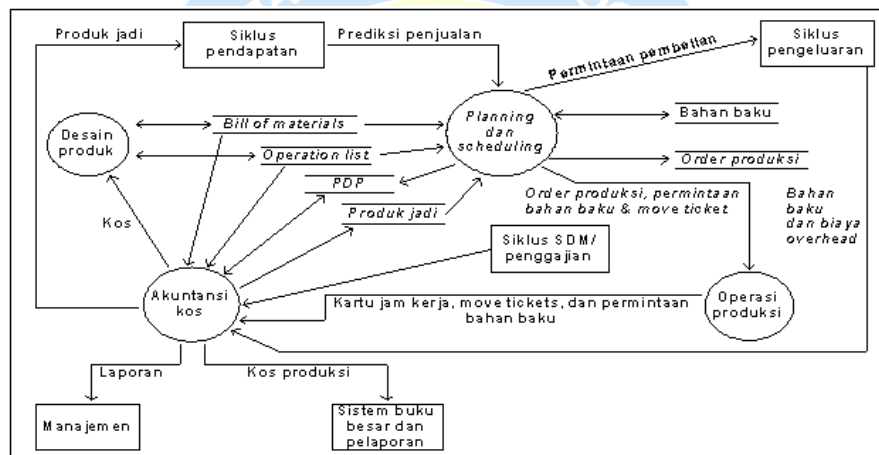 Produk jadi
Siklus
pendapatan
Prediksi penjualan
Permintaan pembelian
Siklus
pengeluaran
Desain
produk
Bill of materials
Operation list
PDP
Produk jadi
Planning
dan
scheduling
Bahan baku
Order produksi
Order produksi, permintaan
bahan baku & move ticket
Bahan
baku
dan biaya
overhead
Kos
Siklus SDM/
penggajian
Akuntansi
kos
Kartu jam kerja, move tickets, dan permintaan
bahan baku
Operasi
produksi
Laporan
Kos produksi
Manajemen
Sistem buku
besar dan
pelaporan